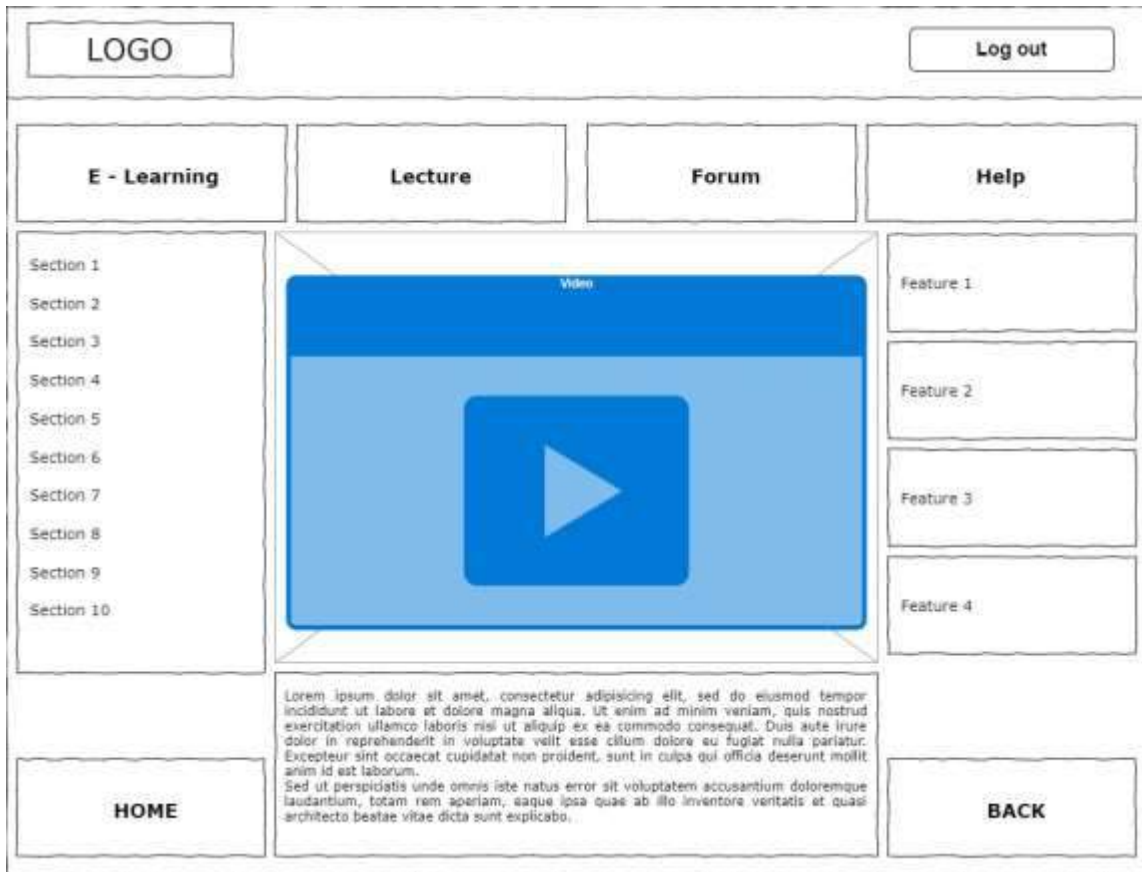 LOGO
Log out
E - Learning
Lecture
Forum
Help
Section 1
Section 2
Section 3
Section 4
Section 5
Section 6
Section 7
Section 8
Section 9
Section 10
Video
Feature 1
Feature 2
Feature 3
Feature 4
Lorem ipsum dolor sit amet, consectetur adipisicing elit, sed do eiusmod tempor
incididunt ut labore et dolore magna aliqua. Ut enim ad minim veniam, quis nostrud
exercitation ullamco laboris nisi ut aliquip ex ea commodo consequat. Duis aute irure
dolor in reprehenderit in voluptate velit esse cillum dolore eu fugiat nulla pariatur.
Excepteur sint occaecat cupidatat non proident, sunt in culpa qui officia deserunt mollit
anim id est laborum.
Sed ut perspiciatis unde omnis iste natus error sit voluptatem accusantium doloremque
laudantium, totam rem aperiam, eaque ipsa quae ab illo inventore veritatis et quasi
architecto beatae vitae dicta sunt explicabo.
HOME
BACK